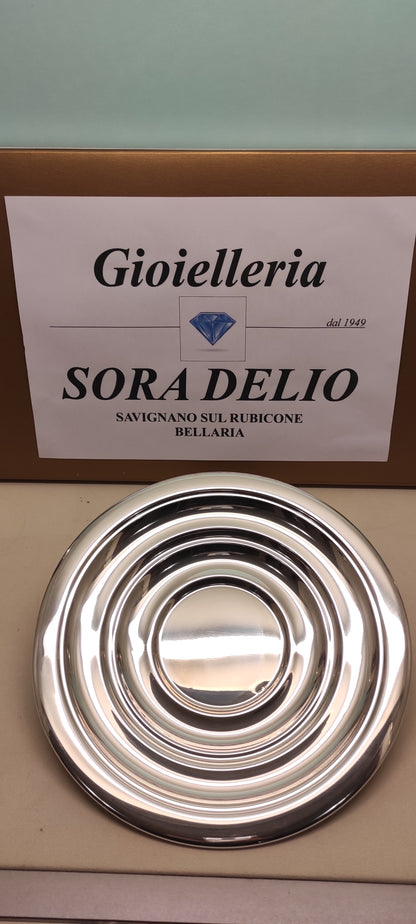 Gioielleria
dal 1949
SORA DELIO
SAVIGNANO SUL RUBICONE
BELLARIA